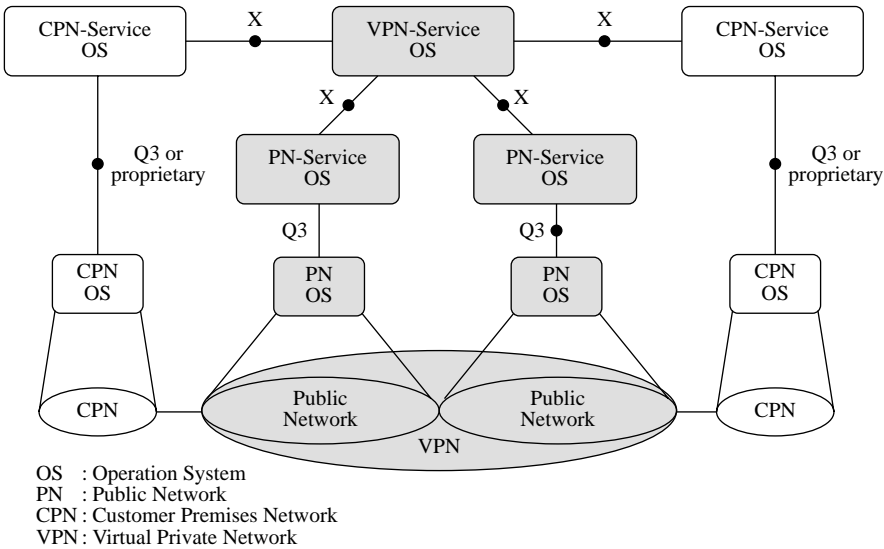 CPN-Service
OS
X
VPN-Service
OS
X
CPN-Service
OS
X
X
Q3 or
proprietary
PN-Service
OS
PN-Service
OS
Q3 or
proprietary
Q3
Q3
CPN
OS
PN
OS
PN
OS
CPN
OS
CPN
Public
Network
Public
Network
CPN
VPN
OS : Operation System
PN : Public Network
CPN : Customer Premises Network
VPN : Virtual Private Network